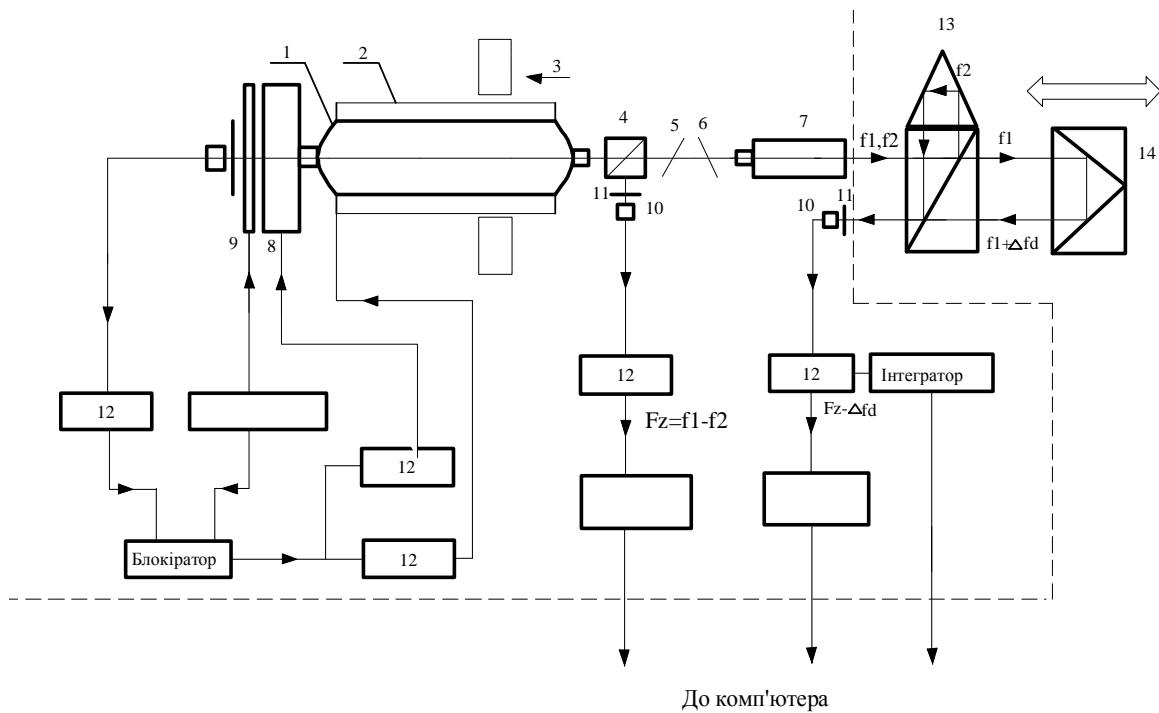 13
1
2
3
f2
4
5
6
7
f1,f2
f1
14
11
10
10
11
9
8
f1+Δfd
12
12
12
Інтегратор
Fz=f1-f2
Fz-Δfd
12
Блокіратор
12
До комп'ютера